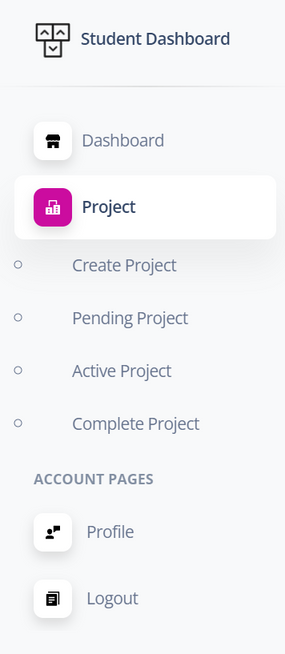 Student Dashboard
Dashboard
Project
Create Project
Pending Project
Active Project
Complete Project
ACCOUNT PAGES
Profile
Logout